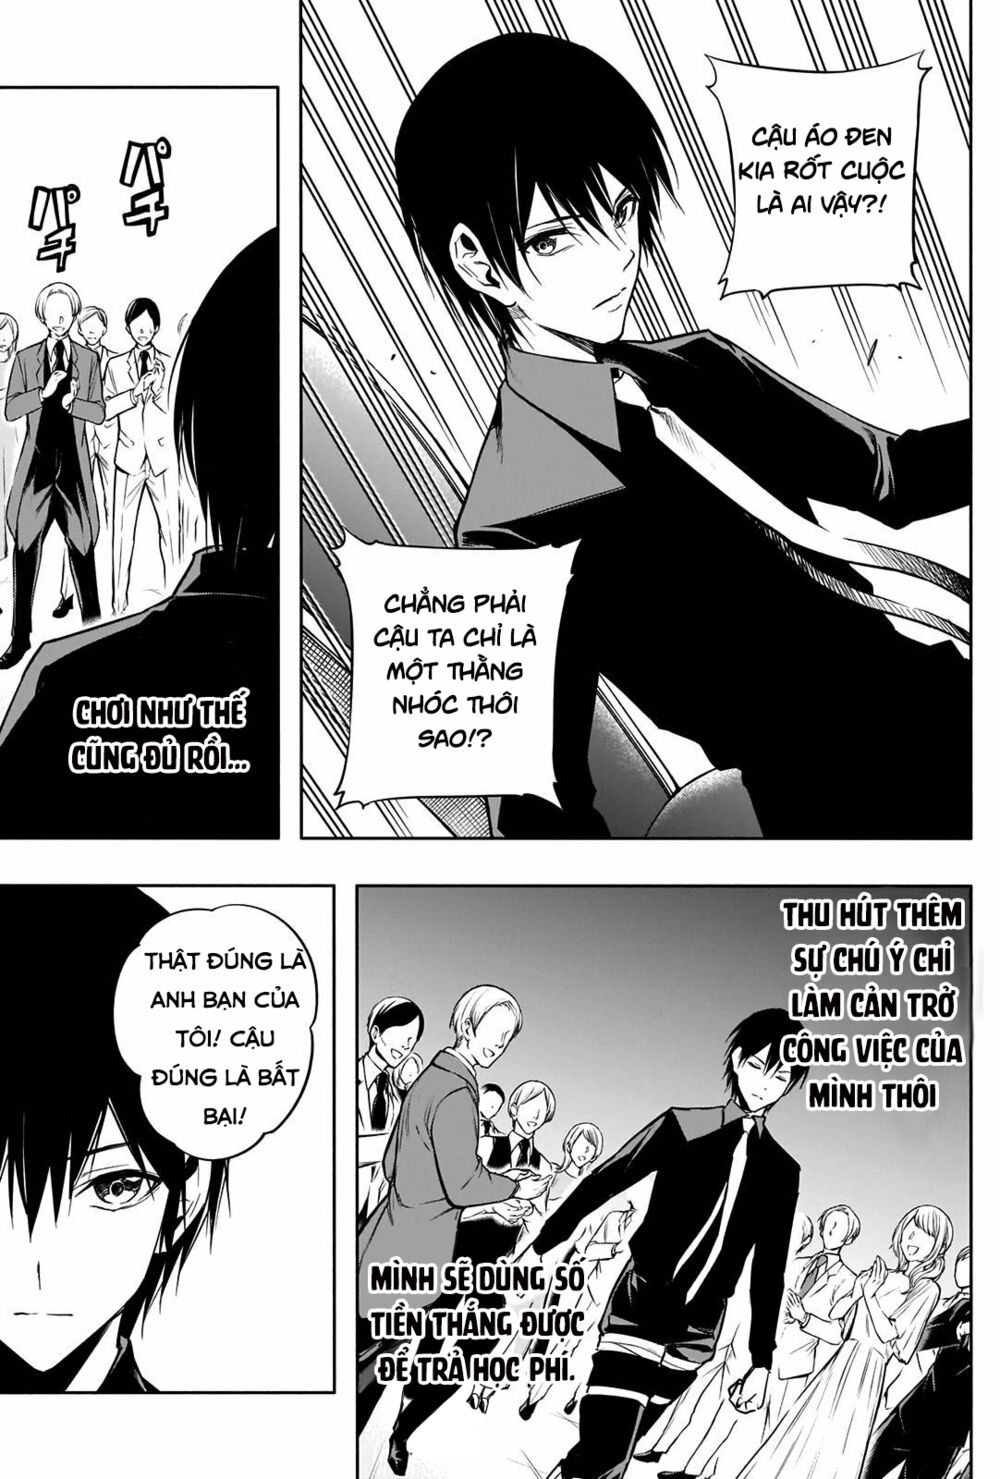 CẬU ÁO ĐEN
KIA RỐT CUỘC
LÀ AI VẬY?!
CHẲNG PHẢI
CẬU TA CHỈ LÀ
MỘT THẰNG
NHÓC THÔI
SAO!?
パチ
パチ
CHƠI NHƯ THẾ
CŨNG ĐỦ RỒI...
THU HÚT THÊM
SỰ CHÚ Ý CHỈ
LÀM CẢN TRỞ
CÔNG VIỆC CỦA
MÌNH THÔI
MÌNH SẼ DÙNG SỐ
TIỀN THẮNG ĐƯỢC
ĐỂ TRẢ HỌC PHÍ.
THẬT ĐÚNG LÀ
ANH BẠN CỦA
TÔI! CẬU
ĐÚNG LÀ BẤT
BẠI!